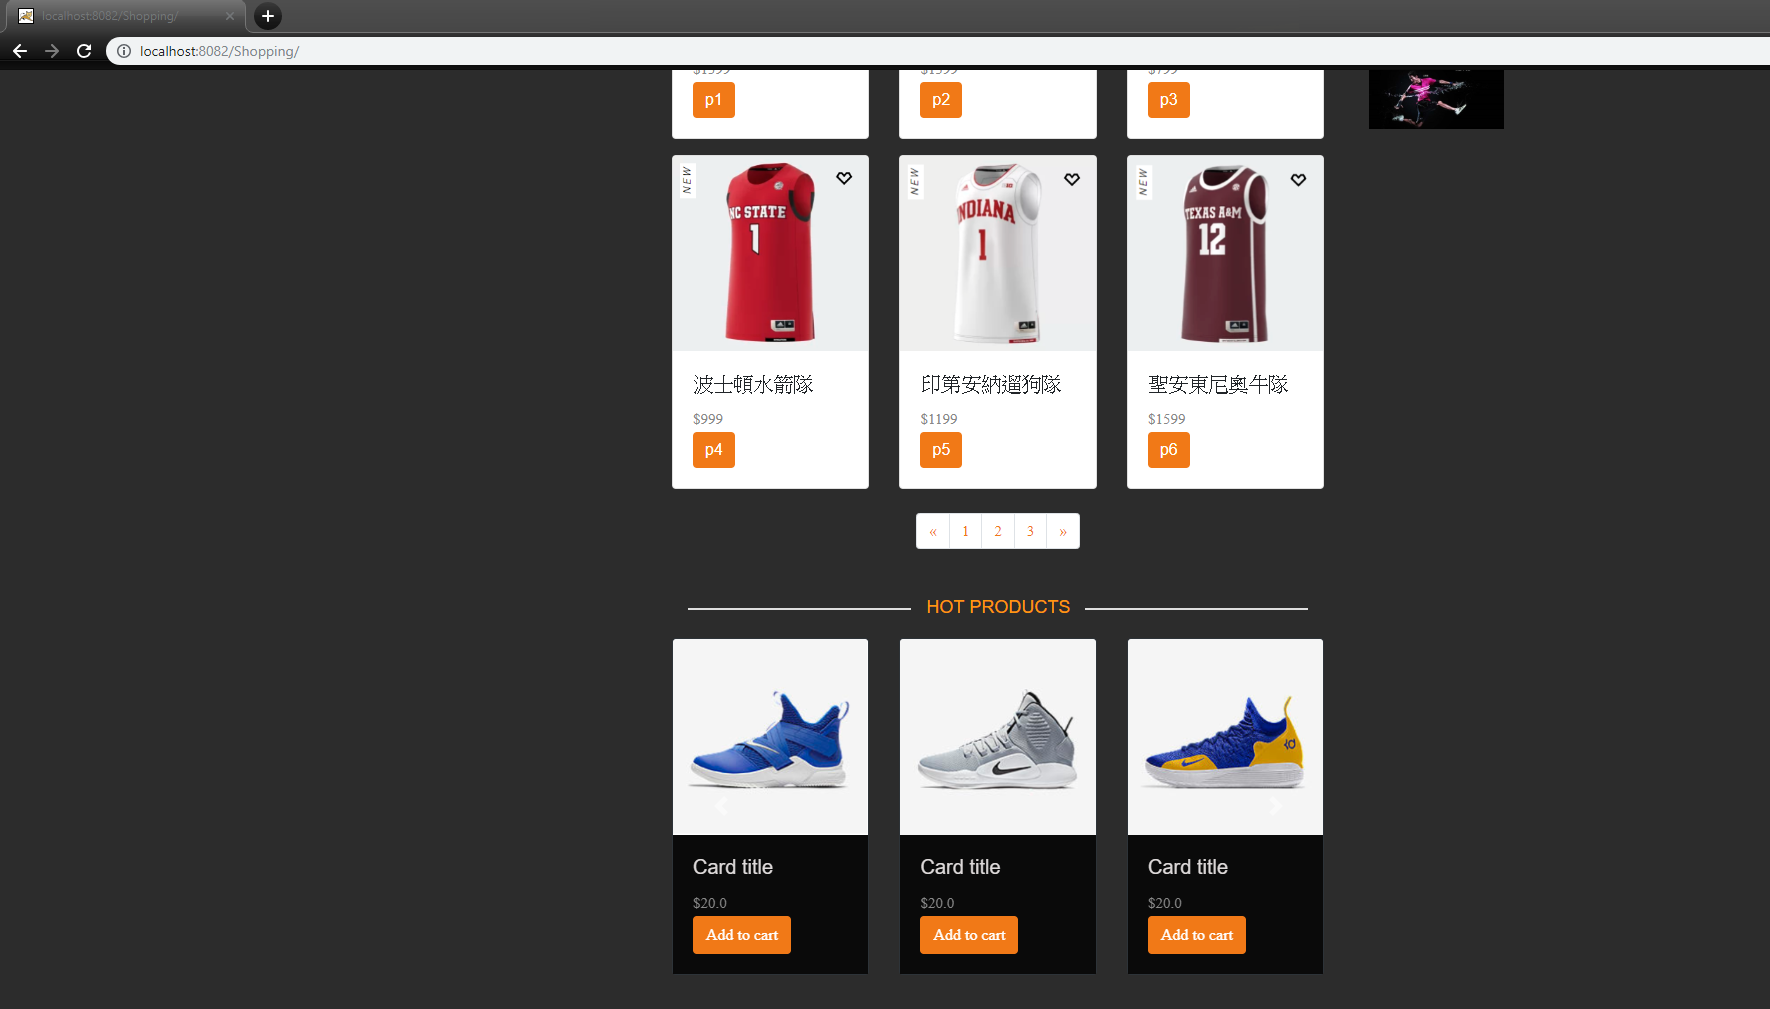 localhost:8082/Shopping/
localhost:8082/Shopping/
$1399
$1399
$799
p1
p2
p3
NEW
NC STATE
1
NEW
INDIANA
1
NEW
TEXAS A&M
12
波士頓水箭隊
印第安納遛狗隊
聖安東尼奧牛隊
$999
$1199
$1599
p4
p5
p6
« 1 2 3 »
HOT PRODUCTS
Card title
Card title
Card title
$20.0
$20.0
$20.0
Add to cart
Add to cart
Add to cart